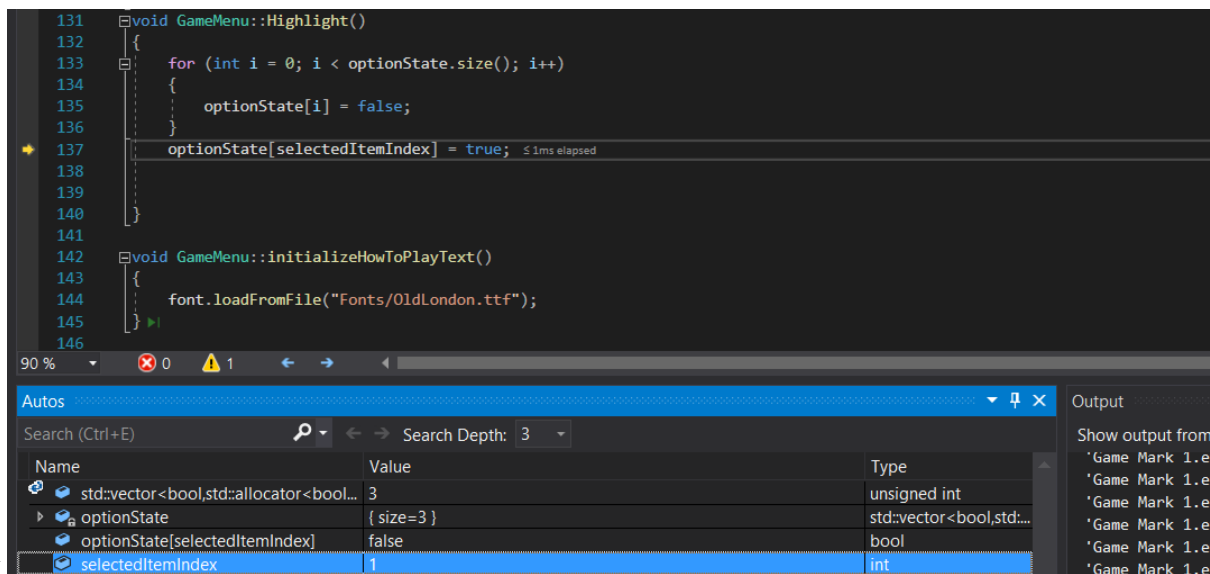 131 void GameMenu::Highlight()
132 {
133 for (int i = 0; i < optionState.size(); i++)
134 {
135 optionState[i] = false;
136 }
137 optionState[selectedItemIndex] = true; ≤1ms elapsed
138
139
140 }
141
142 void GameMenu::initializeHowToPlayText()
143 {
144 font.loadFromFile("Fonts/OldLondon.ttf");
145 }
146
90 % 0 1
Autos Output
Search (Ctrl+E) Search Depth: 3 Show output from
Name Value Type 'Game Mark 1.e
std::vector<bool,std::allocator<bool... 3 unsigned int 'Game Mark 1.e
optionState { size=3 } std::vector<bool,std:... 'Game Mark 1.e
'Game Mark 1.e
optionState[selectedItemIndex] false bool 'Game Mark 1.e
selectedItemIndex 1 int 'Game Mark 1.e